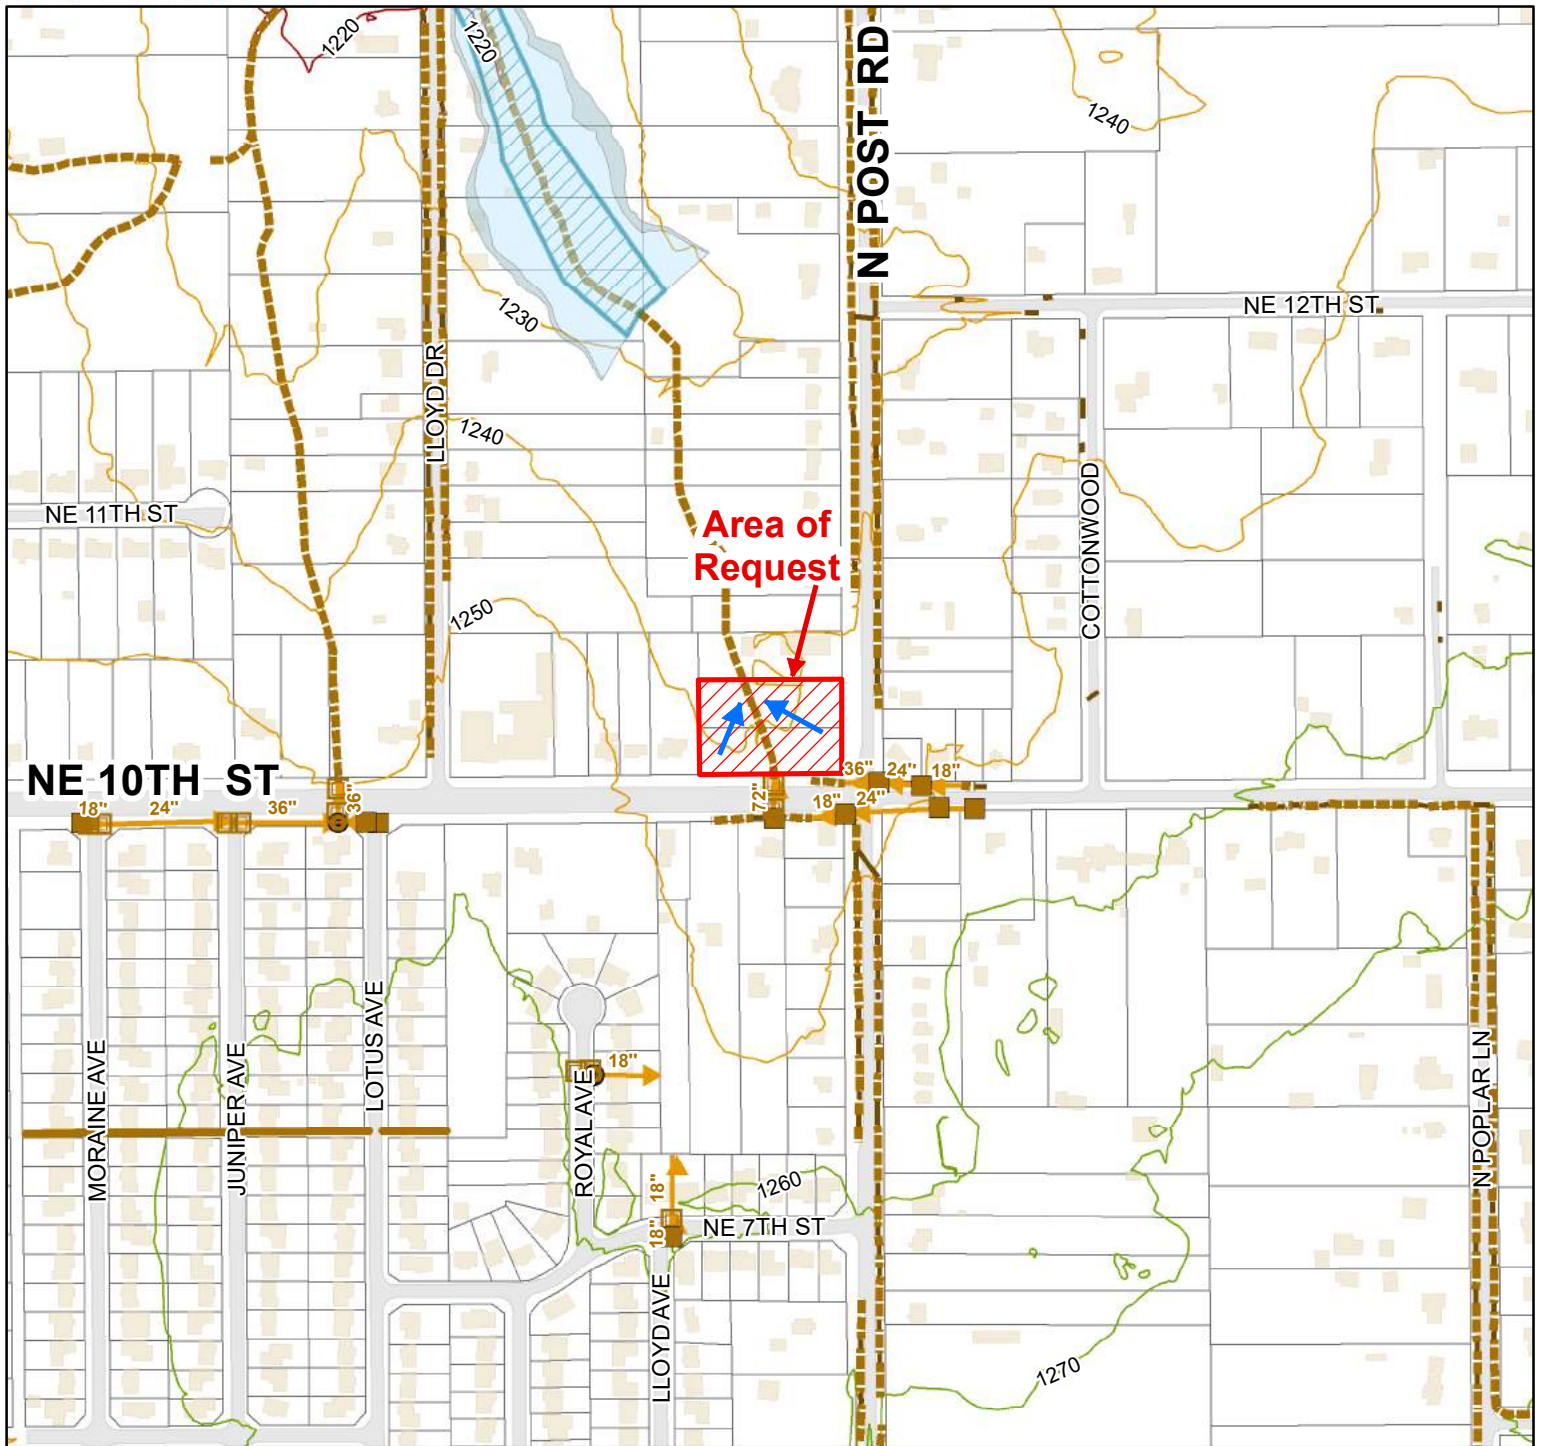 1220
1220
N POST RD
1240
NE 12TH ST
1230
LLOYD DR
1240
COTTONWOOD
NE 11TH ST
Area of
Request
1250
NE 10TH ST
36"
24"
18"
18"
24"
36"
36"
72"
18"
24"
MORAINE AVE
JUNIPER AVE
LOTUS AVE
ROYAL AVE
18"
N POPLAR LN
18"
1260
18"
NE 7TH ST
LLOYD AVE
1270